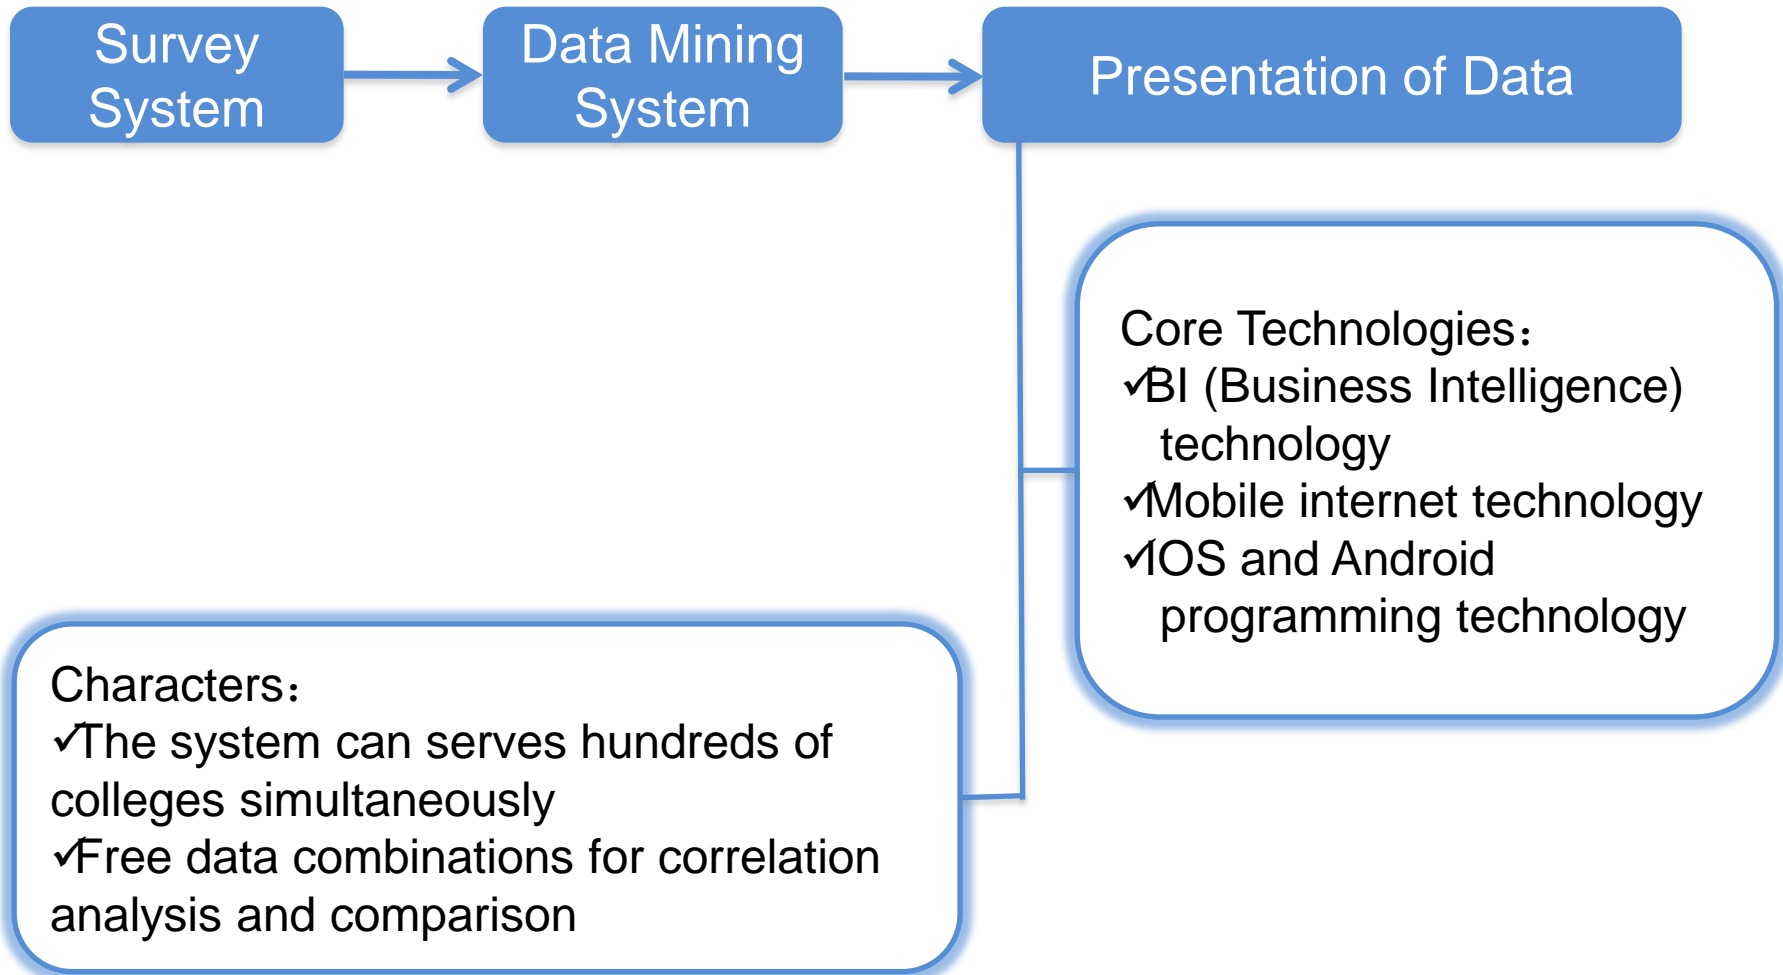 Survey
System
Data Mining
System
Presentation of Data
Core Technologies：
✓BI (Business Intelligence)
technology
✓Mobile internet technology
✓IOS and Android
programming technology
Characters：
✓The system can serves hundreds of
colleges simultaneously
✓Free data combinations for correlation
analysis and comparison